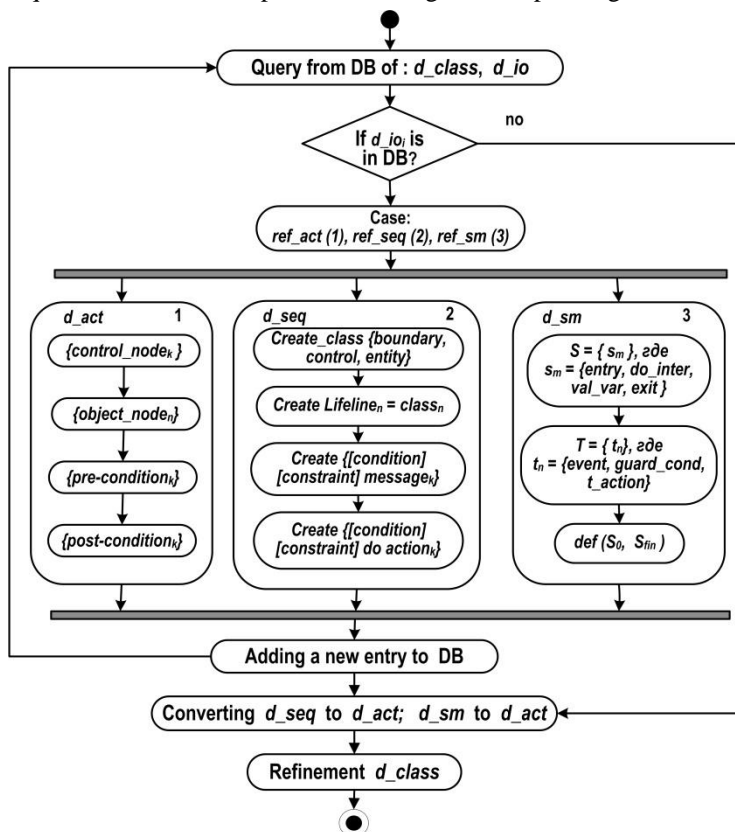 Query from DB of : d_class, d_io
no
If d_ioi is
in DB?
Case:
ref_act (1), ref_seq (2), ref_sm (3)
d_act 1
{control_nodek }
{object_noden}
{pre-conditionk}
{post-conditionk}
d_seq 2
Create_class {boundary,
control, entity}
Create Lifelinen = classn
Create {[condition]
[constraint] messagek}
Create {[condition]
[constraint] do actionk}
d_sm 3
S = { sm }, где
sm = {entry, do_inter,
val_var, exit }
T = { tn}, где
tn = {event, guard_cond,
t_action}
def (S0, Sfin )
Adding a new entry to DB
Converting d_seq to d_act; d_sm to d_act
Refinement d_class